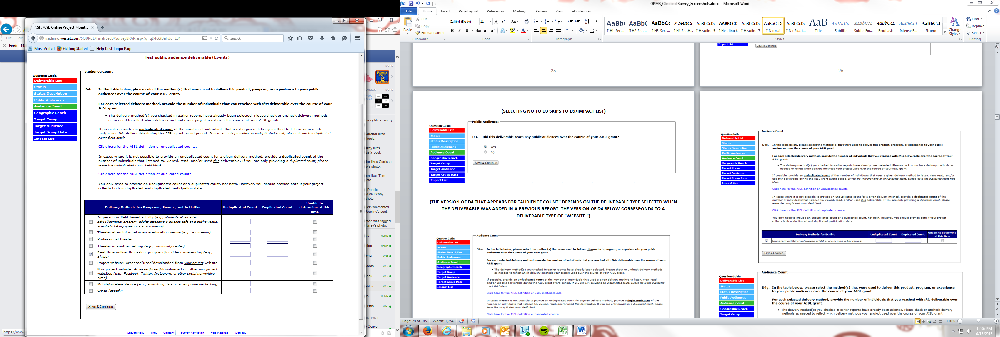 NSF: AISL Online Project Monit...
isedemo.westat.com/SOURCE/Final/SecD/SurveyBRAR.aspx?q=qD4c&DelivId=134
Search
Most Visited
Getting Started
Help Desk Login Page
File Edit
Find: 14
Test public audience deliverable (Events)
Question Guide
Deliverable List
Status
Status Description
Public Audiences
Audience Count
Geographic Reach
Target Group
Target Audience
Target Group Data
Impact List
Audience Count
D4c. In the table below, please select the method(s) that were used to deliver this product, program, or experience to your public
audiences over the course of your AISL grant.
For each selected delivery method, provide the number of individuals that you reached with this deliverable over the course of your
AISL grant.
• The delivery method(s) you checked in earlier reports have already been selected. Please check or uncheck delivery methods
as needed to reflect which delivery methods your project used over the course of your AISL grant.
If possible, provide an unduplicated count of the number of individuals that used a given delivery method to listen, view, read,
and/or use this deliverable during the AISL grant award period. If you are only providing an unduplicated count, please leave the duplicated
count field blank.
Click here for the AISL definition of unduplicated counts.
In cases where it is not possible to provide an unduplicated count for a given delivery method, provide a duplicated count of the
number of individuals that listened to, viewed, read, and/or used this deliverable. If you are only providing a duplicated count, please
leave the unduplicated count field blank.
Click here for the AISL definition of duplicated counts.
You only need to provide an unduplicated count or a duplicated count, not both. However, you should provide both if your project
collects both unduplicated and duplicated participation data.
Delivery Methods for Programs, Events, and Activities Unduplicated Count Duplicated Count Unable to determine at this time
In-person or field-based activity (e.g., students at an after-
school/summer program, adults attending a science café at a public venue,
scientists taking questions at a museum)
Theater at an informal science education venue (e.g., a museum)
Professional theater
Theater in another setting (e.g., community center)
Real-time online discussion group and/or videoconferencing (e.g.,
Skype)
Project website: Accessed/used/downloaded from your project website
Non-project website: Accessed/used/downloaded on other non-project
websites (e.g., Facebook, Twitter, Instagram, or other social networking
sites)
Mobile/wireless device (e.g., submitting data on a cell phone via texting)
Other (specify)
Save & Continue
Section Menu Print Glossary Survey Navigation Help Materials Sign out
https://www
MORE
FAMILY FEUD 2 & friends!
AMES MORE
nery likes Tracey
oucher likes
hools.
rray likes
ast's post.
lor likes Cerrissa
w's photo.
an likes Tom
oto.
l Pando
d on Penny
hoto.
ler commented
Reuning's post.
mon was tagged
urray's photo.
ey Mobile
rigg Mobile
ona Web
Ceron Web
hek Web
shkin Web
on Mobile
urstin Web
SATIONS
-Convo
OPMS_Closeout Survey_Screenshots.docx - Microsoft Word
File Home Insert Page Layout References Mailings Review View eDocPrinter
Paste
Cut
Copy
Format Painter
Clipboard
Calibri (Body) 11
Font
Paragraph
AaBb AaBbC AaBbCc AaBbCc AaBbCcDc AABBCCD AaBbCcDc AaBbCcDc AaBbCcDc AaB AaBbCc. AaBbCcL AaBbCcL AaBbCcL AaBbCcl
¶ H1-Sec.... ¶ H2-Sec. ... ¶ H3-Sec. ... ¶ H4 Sec.H... ¶ Heading 5 ¶ Heading 6 ¶ Heading 7 ¶ Normal ¶ No Spaci... Title Subtitle Subtle Em... Emphasis Intense E... Strong
Change Styles
Styles
Find
Replace
Select
Editing
25
Impact List
Save & Continue
26
(SELECTING NO TO D3 SKIPS TO D9/IMPACT LIST)
Question Guide
Deliverable List
Status
Status Description
Public Audiences
Audience Count
Geographic Reach
Target Group
Target Audience
Target Group Data
Impact List
Public Audiences
D3. Did this deliverable reach any public audiences over the course of your AISL grant?
Yes
No
Save & Continue
(THE VERSION OF D4 THAT APPEARS FOR “AUDIENCE COUNT” DEPENDS ON THE DELIVERABLE TYPE SELECTED WHEN
THE DELIVERABLE WAS ADDED IN A PREVIOUS REPORT. THE VERSION OF D4 BELOW CORRESPONDS TO A
DELIVERABLE TYPE OF “WEBSITE.”)
Question Guide
Deliverable List
Status
Status Description
Public Audiences
Audience Count
Geographic Reach
Target Group
Target Audience
Target Group Data
Impact List
Audience Count
D4a. In the table below, please select the method(s) that were used to deliver this product, program, or experience to your public
audiences over the course of your AISL grant.
For each selected delivery method, provide the number of individuals that you reached with this deliverable over the course of your
AISL grant.
• The delivery method(s) you checked in earlier reports have already been selected. Please check or uncheck delivery methods
as needed to reflect which delivery methods your project used over the course of your AISL grant.
If possible, provide an unduplicated count of the number of individuals that used a given delivery method to listen, view, read,
and/or use this deliverable during the AISL grant award period. If you are only providing an unduplicated count, please leave the duplicated
count field blank.
Click here for the AISL definition of unduplicated counts.
In cases where it is not possible to provide an unduplicated count for a given delivery method, provide a duplicated count of the
number of individuals that listened to, viewed, read, and/or used this deliverable. If you are only providing a duplicated count, please
leave the unduplicated count field blank.
Click here for the AISL definition of duplicated counts.
Question Guide
Deliverable List
Status
Status Description
Public Audiences
Audience Count
Geographic Reach
Target Group
Target Audience
Target Group Data
Impact List
Audience Count
D4b. In the table below, please select the method(s) that were used to deliver this product, program, or experience to your public
audiences over the course of your AISL grant.
For each selected delivery method, provide the number of individuals that you reached with this deliverable over the course of your
AISL grant.
• The delivery method(s) you checked in earlier reports have already been selected. Please check or uncheck delivery methods as
needed to reflect which delivery methods your project used over the course of your AISL grant.
If possible, provide an unduplicated count of the number of individuals that used a given delivery method to listen, view, read, and/or
use this deliverable during the AISL grant award period. If you are only providing an unduplicated count, please leave the duplicated count field
blank.
Click here for the AISL definition of unduplicated counts.
In cases where it is not possible to provide an unduplicated count for a given delivery method, provide a duplicated count of the
number of individuals that listened to, viewed, read, and/or used this deliverable. If you are only providing a duplicated count, please
leave the unduplicated count field blank.
Click here for the AISL definition of duplicated counts.
You only need to provide an unduplicated count or a duplicated count, not both. However, you should provide both if your project
collects both unduplicated and duplicated participation data.
Delivery Methods for Exhibit Unduplicated Count Duplicated Count Unable to determine at this time
Permanent exhibit (create/revise exhibit at one or more public venues)
Save & Continue
Question Guide
Deliverable List
Status
Status Description
Public Audiences
Audience Count
Geographic Reach
Target Group
Audience Count
D4g. In the table below, please select the method(s) that were used to deliver this product, program, or experience
to your public audiences over the course of your AISL grant.
For each selected delivery method, provide the number of individuals that you reached with this deliverable over
the course of your AISL grant.
• The delivery method(s) you checked in earlier reports have already been selected. Please check or uncheck delivery
methods as needed to reflect which delivery methods your project used over the course of your AISL grant.
Page: 28 of 105 Words: 1,754
110%
12:06 PM
6/15/2015